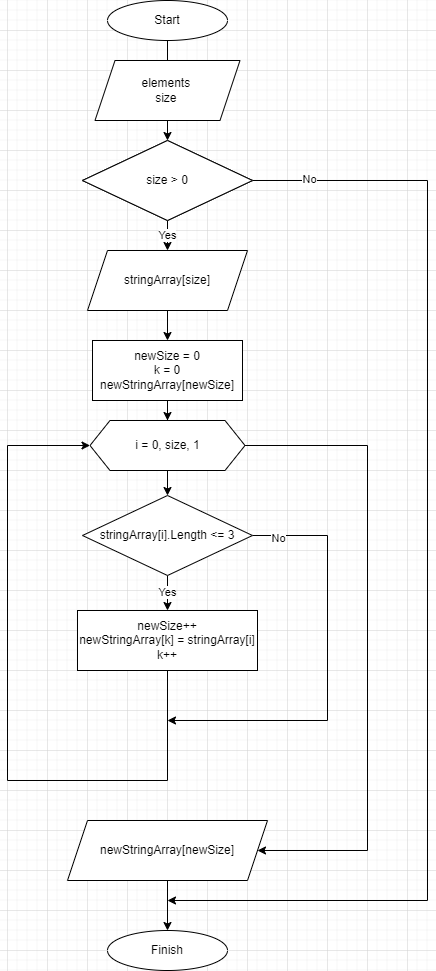 Start
elements
size
size > 0
No
Yes
stringArray[size]
newSize = 0
k = 0
newStringArray[newSize]
i = 0, size, 1
stringArray[i].Length <= 3
No
Yes
newSize++
newStringArray[k] = stringArray[i]
k++
newStringArray[newSize]
Finish